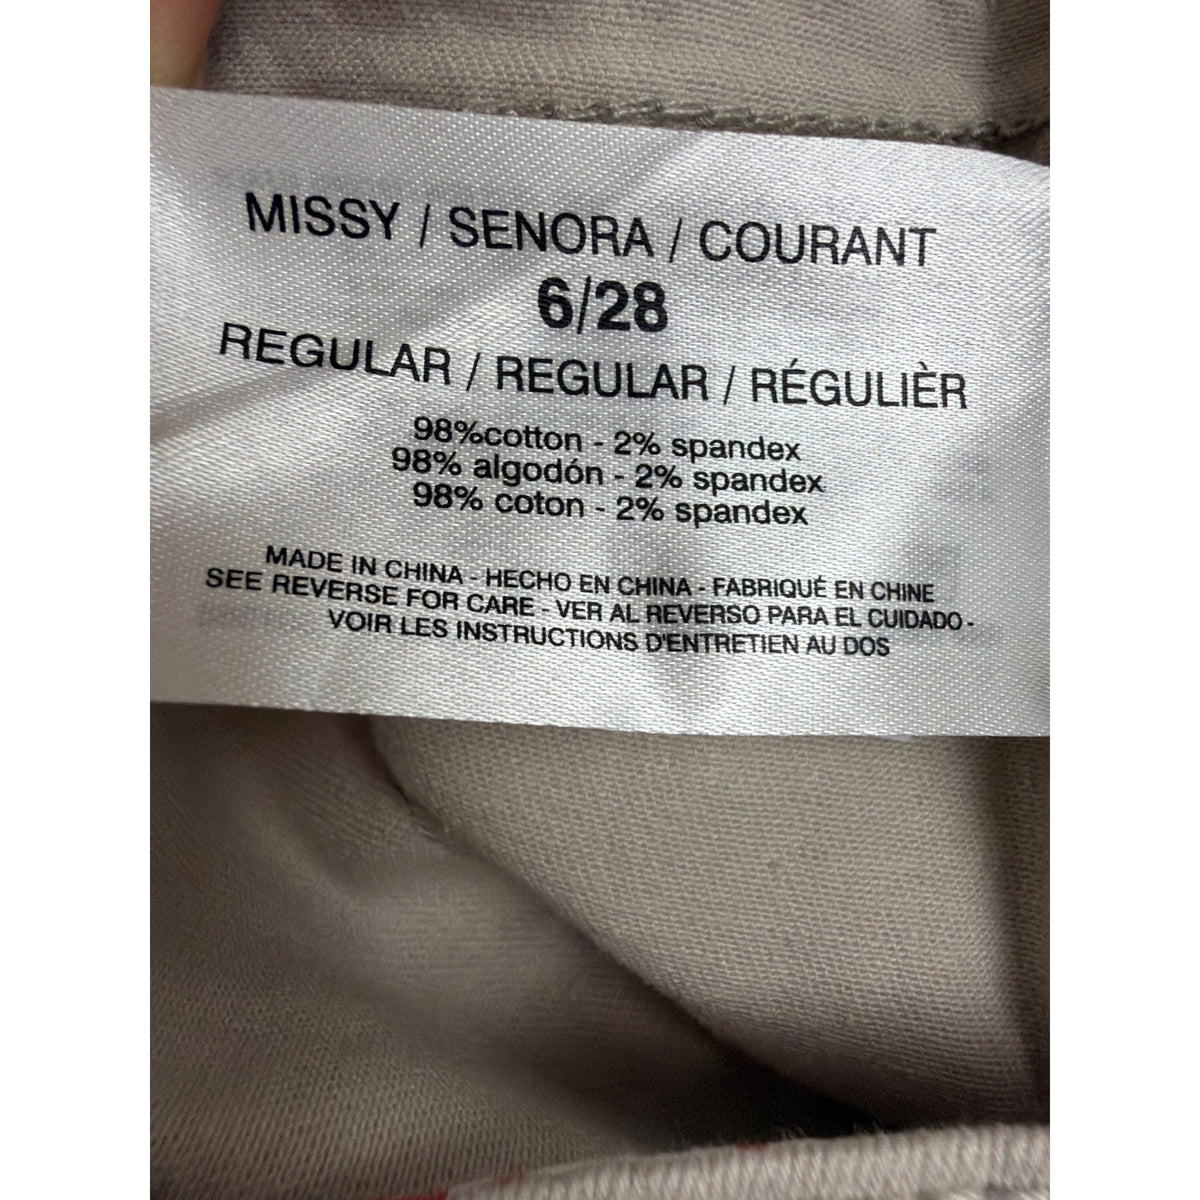 MISSY / SENORA / COURANT
6/28
REGULAR / REGULAR / RÉGULIÈR
98%cotton - 2% spandex
98% algodón - 2% spandex
98% coton - 2% spandex
MADE IN CHINA - HECHO EN CHINA - FABRIQUÉ EN CHINE
SEE REVERSE FOR CARE - VER AL REVERSO PARA EL CUIDADO -
VOIR LES INSTRUCTIONS D'ENTRETIEN AU DOS